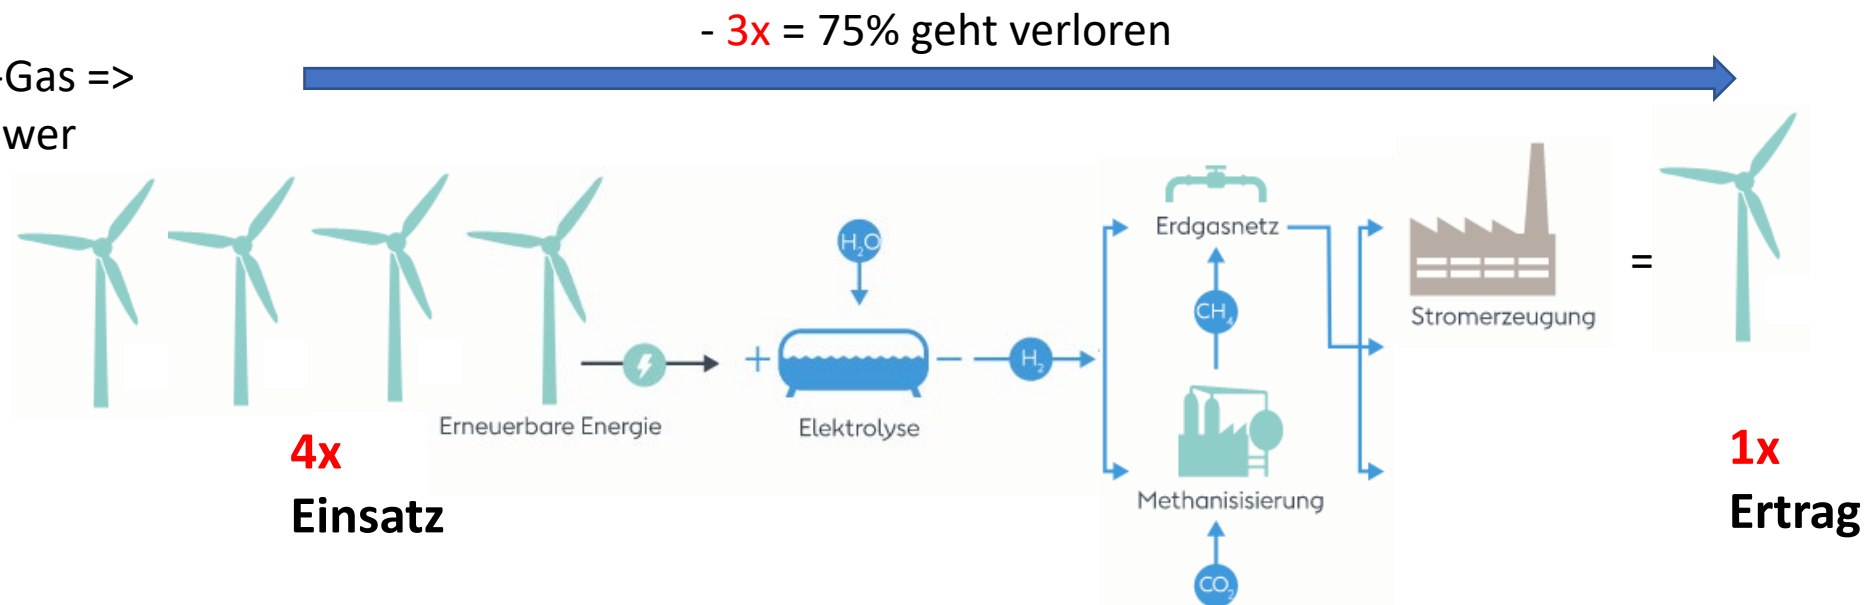 - 3x = 75% geht verloren
-Gas =>
wer
H₂O
Erdgasnetz
CH₄
=
Stromerzeugung
+
−
H₂
Erneuerbare Energie
Elektrolyse
4x
Einsatz
1x
Ertrag
Methanisisierung
CO₂